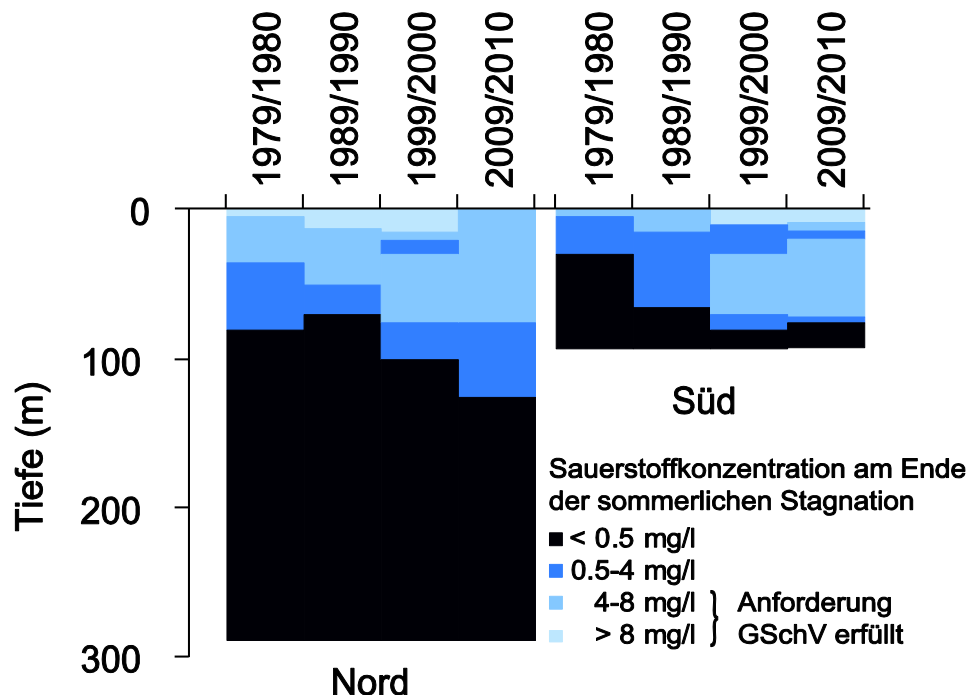 1979/1980
1989/1990
1999/2000
2009/2010
1979/1980
1989/1990
1999/2000
2009/2010
0
100
200
300
Tiefe (m)
Nord
Süd
Sauerstoffkonzentration am Ende
der sommerlichen Stagnation
< 0.5 mg/l
0.5-4 mg/l
4-8 mg/l } Anforderung
> 8 mg/l GSchV erfüllt